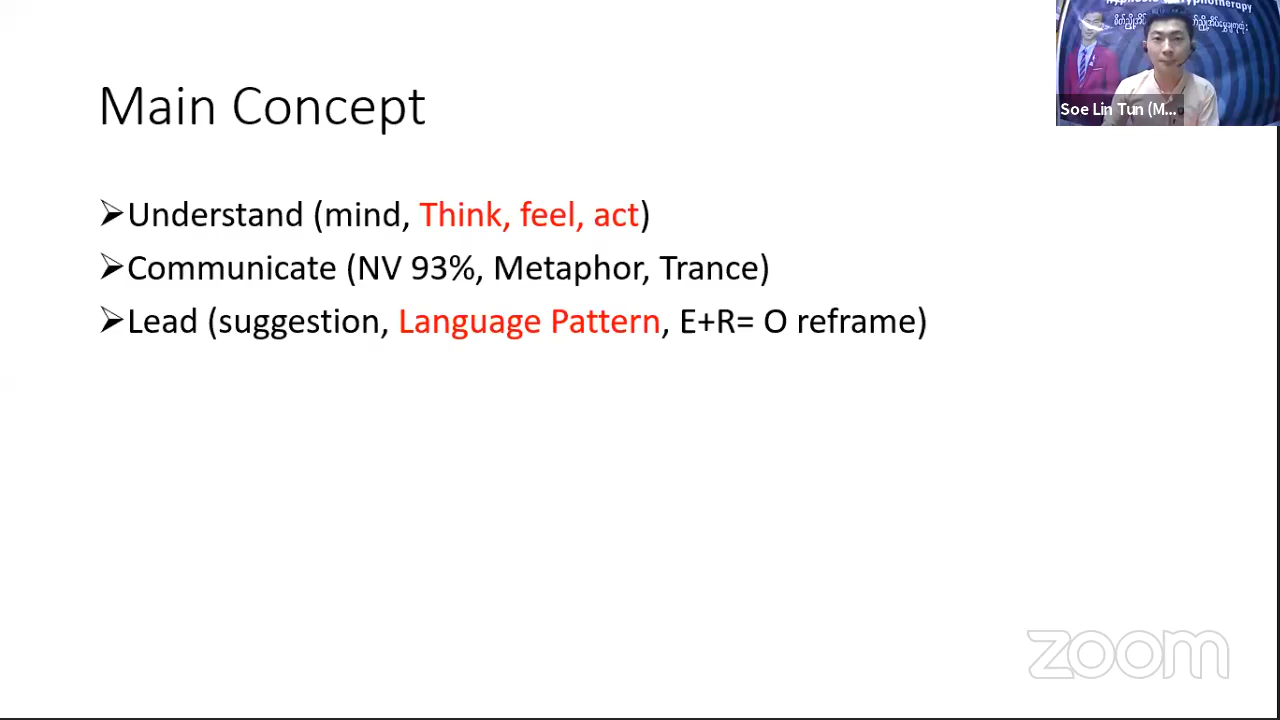 Main Concept
➢Understand (mind, Think, feel, act)
➢Communicate (NV 93%, Metaphor, Trance)
➢Lead (suggestion, Language Pattern, E+R= O reframe)
Soe Lin Tun (M...
zoom